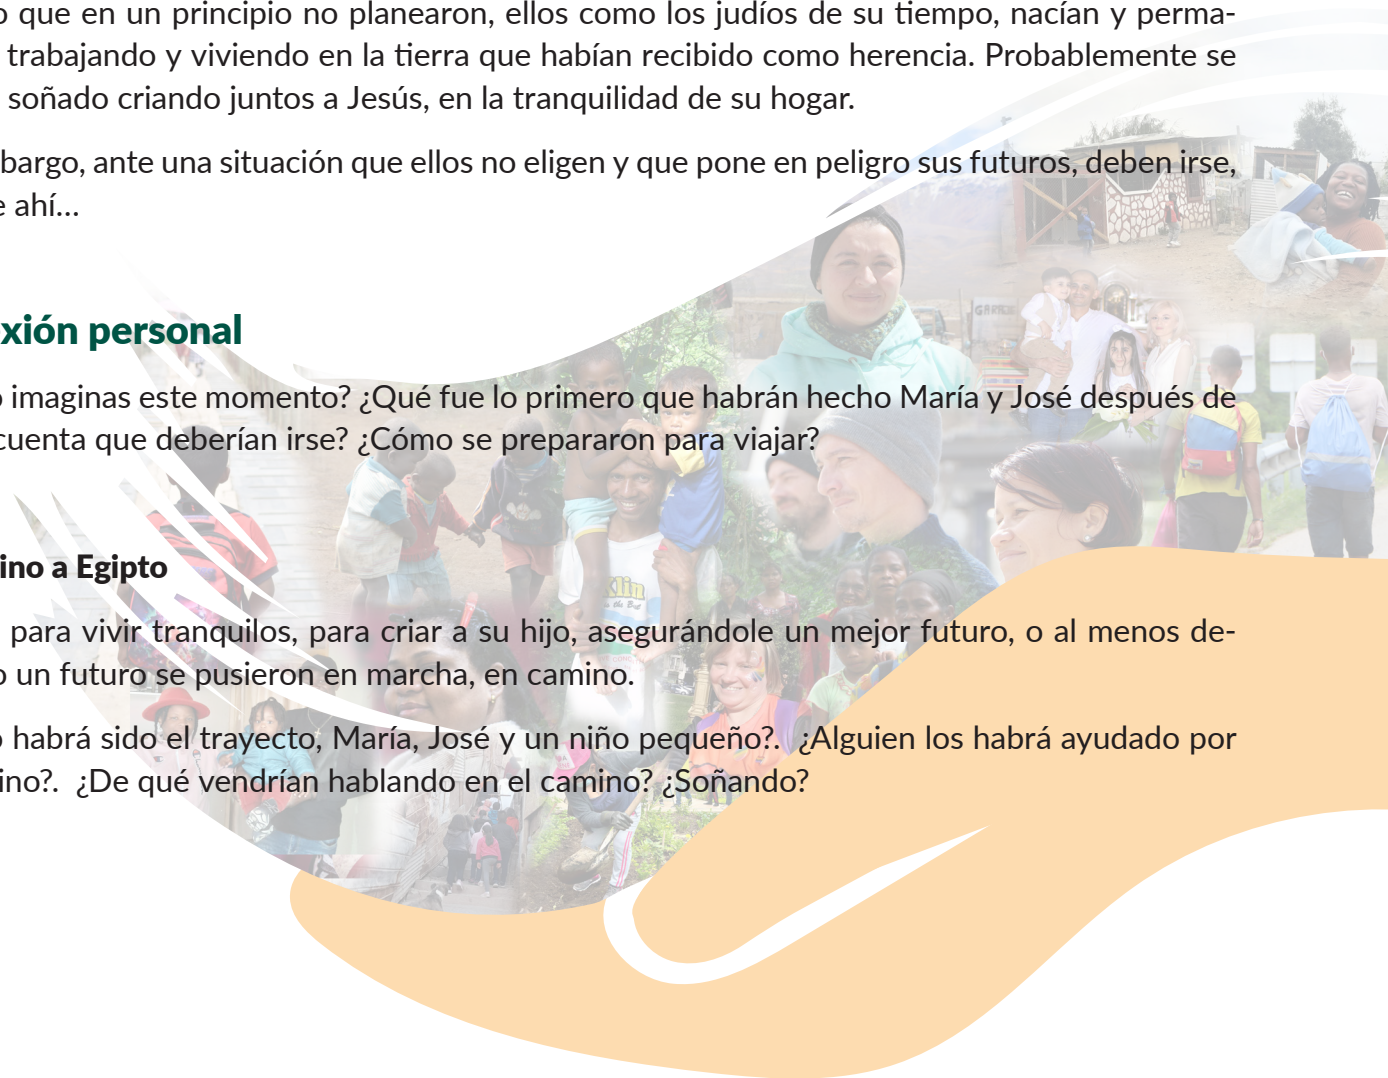 o que en un principio no planearon, ellos como los judíos de su tiempo, nacían y perma-
trabajando y viviendo en la tierra que habían recibido como herencia. Probablemente se
soñado criando juntos a Jesús, en la tranquilidad de su hogar.
bargo, ante una situación que ellos no eligen y que pone en peligro sus futuros, deben irse,
e ahí...
xión personal
o imaginas este momento? ¿Qué fue lo primero que habrán hecho María y José después de
cuenta que deberían irse? ¿Cómo se prepararon para viajar?
ino a Egipto
para vivir tranquilos, para criar a su hijo, asegurándole un mejor futuro, o al menos de-
o un futuro se pusieron en marcha, en camino.
o habrá sido el trayecto, María, José y un niño pequeño?. ¿Alguien los habrá ayudado por
ino?. ¿De qué vendrían hablando en el camino? ¿Soñando?